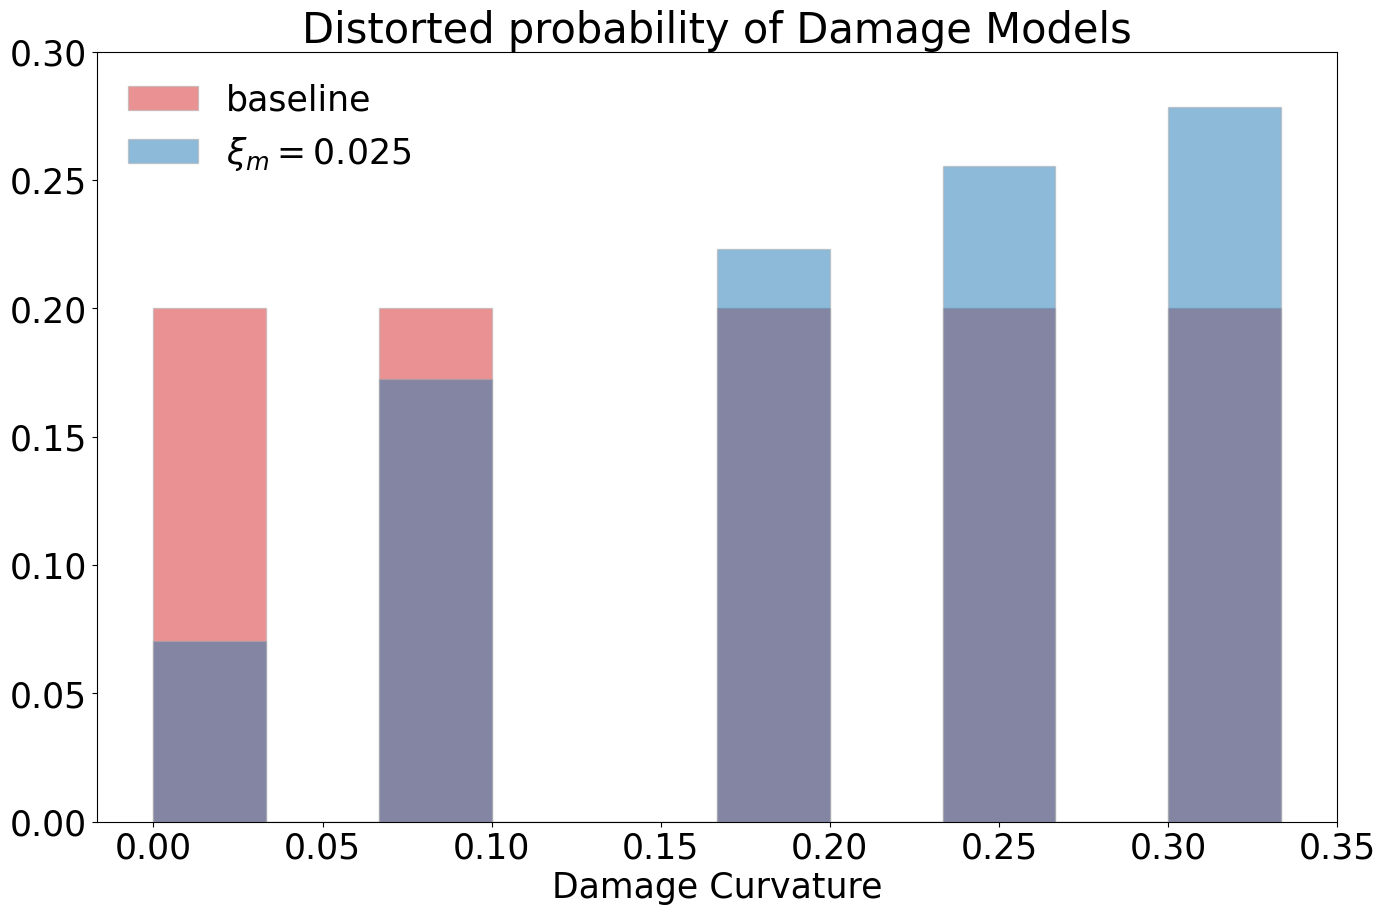 Distorted probability of Damage Models
0.30
0.25
0.20
0.15
0.10
0.05
0.00
baseline
ξₘ = 0.025
0.00 0.05 0.10 0.15 0.20 0.25 0.30 0.35
Damage Curvature